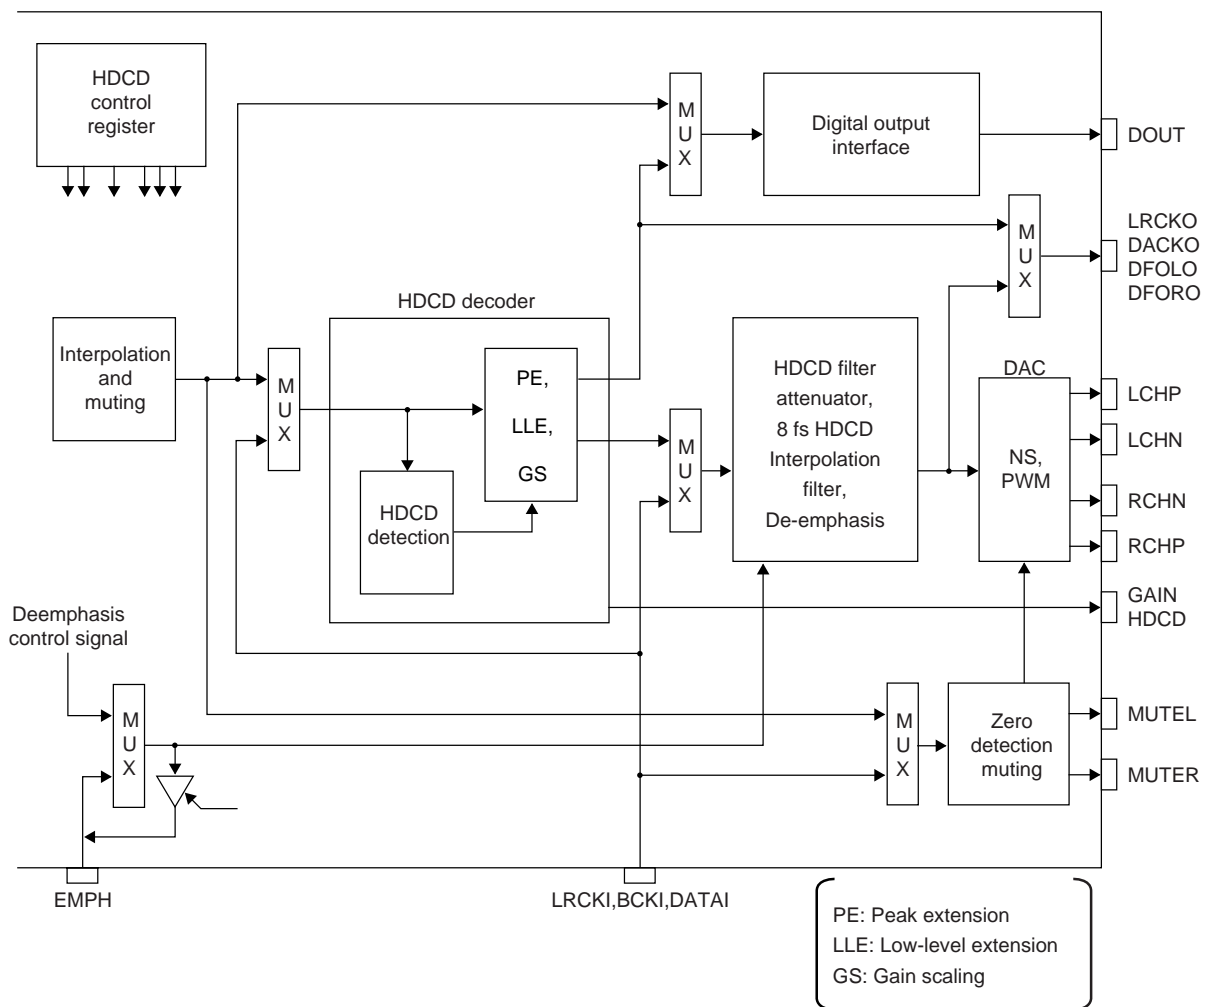 HDCD
control
register
M
U
X
Digital output
interface
DOUT
LRCKO
DACKO
DFOLO
DFORO
M
U
X
HDCD decoder
Interpolation
and
muting
M
U
X
PE,
LLE,
GS
HDCD
detection
M
U
X
HDCD filter
attenuator,
8 fs HDCD
Interpolation
filter,
De-emphasis
DAC
NS,
PWM
LCHP
LCHN
RCHN
RCHP
GAIN
HDCD
Deemphasis
control signal
M
U
X
M
U
X
Zero
detection
muting
MUTEL
MUTER
EMPH
LRCKI,BCKI,DATAI
PE: Peak extension
LLE: Low-level extension
GS: Gain scaling